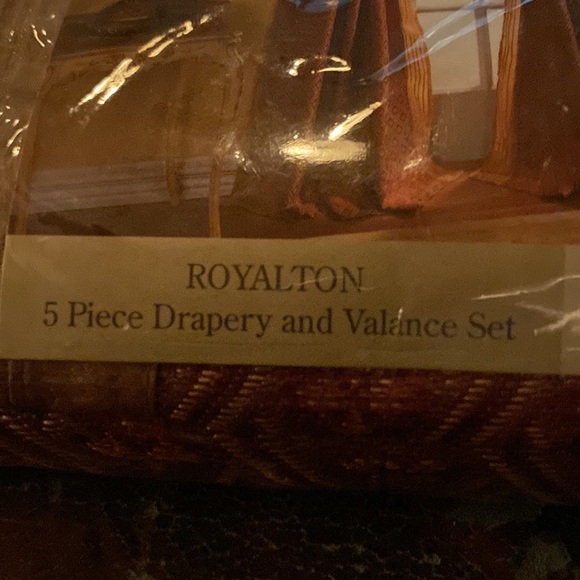 ROYALTON
5 Piece Drapery and Valance Set